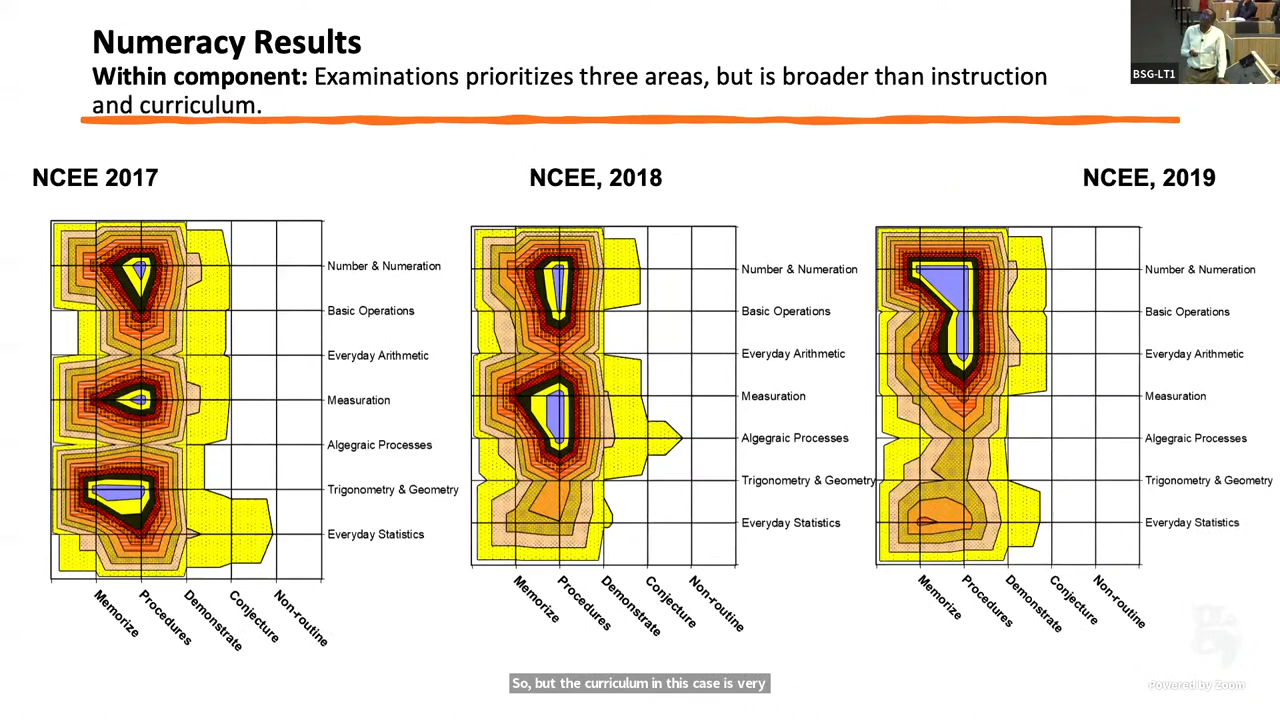 Numeracy Results
Within component: Examinations prioritizes three areas, but is broader than instruction
and curriculum.
BSG-LT1
NCEE 2017
NCEE, 2018
NCEE, 2019
Number & Numeration
Basic Operations
Everyday Arithmetic
Measuration
Algegraic Processes
Trigonometry & Geometry
Everyday Statistics
Memorize
Procedures
Demonstrate
Conjecture
Non-routine
Number & Numeration
Basic Operations
Everyday Arithmetic
Measuration
Algegraic Processes
Trigonometry & Geometry
Everyday Statistics
Memorize
Procedures
Demonstrate
Conjecture
Non-routine
Number & Numeration
Basic Operations
Everyday Arithmetic
Measuration
Algegraic Processes
Trigonometry & Geometry
Everyday Statistics
Memorize
Procedures
Demonstrate
Conjecture
Non-routine
So, but the curriculum in this case is very
Powered by Zoom